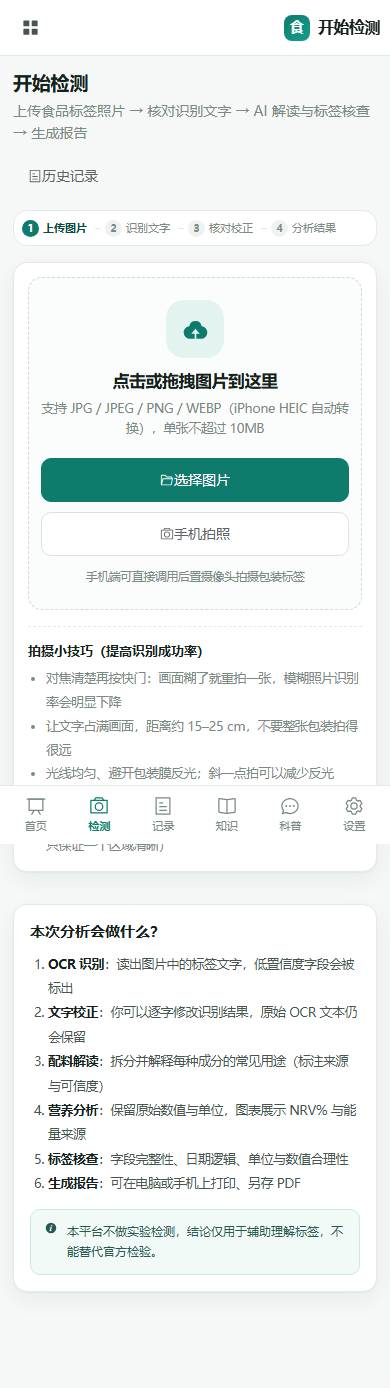 食 开始检测
开始检测
上传食品标签照片 → 核对识别文字 → AI 解读与标签核查
→ 生成报告
历史记录
1 上传图片 2 识别文字 3 核对校正 4 分析结果
点击或拖拽图片到这里
支持 JPG / JPEG / PNG / WEBP（iPhone HEIC 自动转
换），单张不超过 10MB
选择图片
手机拍照
手机端可直接调用后置摄像头拍摄包装标签
拍摄小技巧（提高识别成功率）
• 对焦清楚再按快门：画面糊了就重拍一张，模糊照片识别
率会明显下降
• 让文字占满画面，距离约 15–25 cm，不要整张包装拍得
很远
• 光线均匀、避开包装膜反光；斜一点拍可以减少反光
首页 检测 记录 知识 科普 设置
只保证一个区域清晰）
本次分析会做什么？
1. OCR 识别：读出图片中的标签文字，低置信度字段会被
标出
2. 文字校正：你可以逐字修改识别结果，原始 OCR 文本仍
会保留
3. 配料解读：拆分并解释每种成分的常见用途（标注来源
与可信度）
4. 营养分析：保留原始数值与单位，图表展示 NRV% 与能
量来源
5. 标签核查：字段完整性、日期逻辑、单位与数值合理性
6. 生成报告：可在电脑或手机上打印、另存 PDF
本平台不做实验检测，结论仅用于辅助理解标签，不
能替代官方检验。